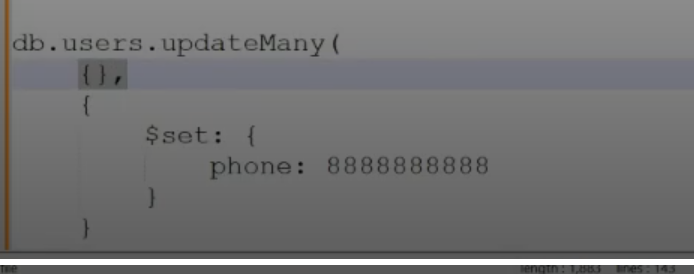 db.users.updateMany(
{},
{
$set: {
phone: 8888888888
}
}
length : 1,883 lines : 143